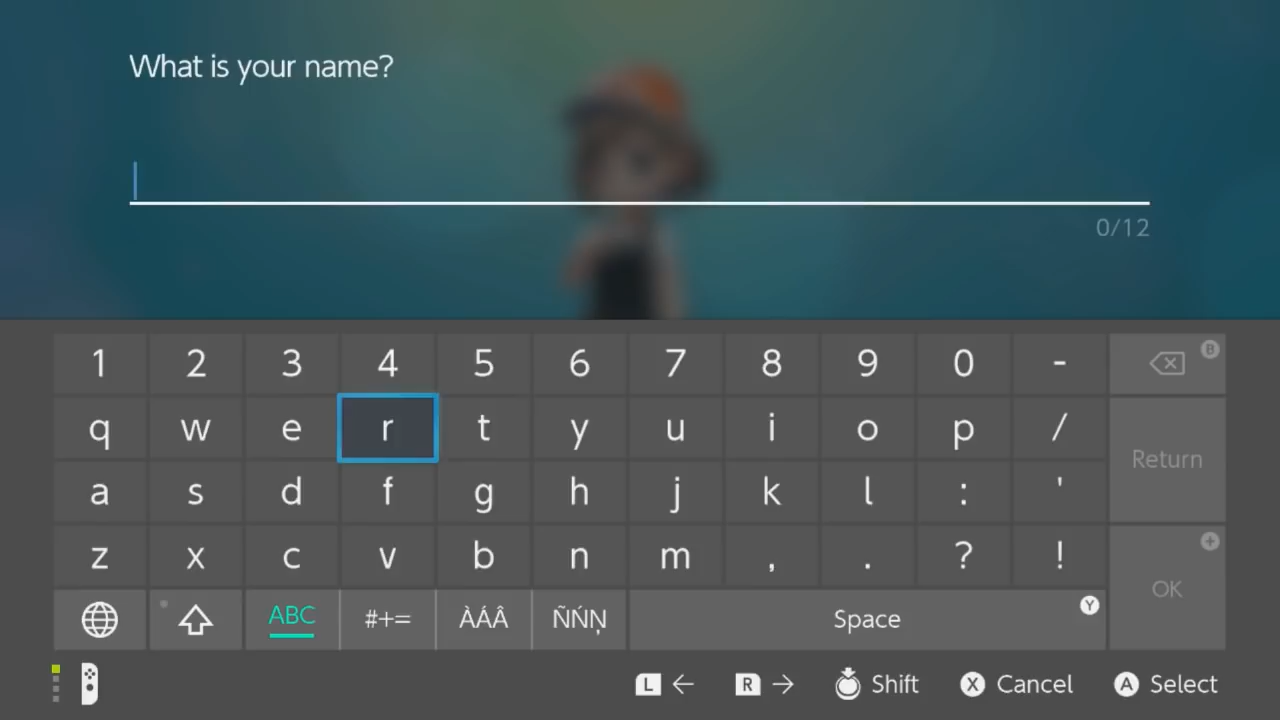 What is your name?
0/12
1 2 3 4 5 6 7 8 9 0 - B
q w e r t y u i o p / Return
a s d f g h j k l : '
z x c v b n m , . ? ! + OK
ABC #+= ÀÁÂ ÑŃŅ Space Y
L ← R → Shift X Cancel A Select